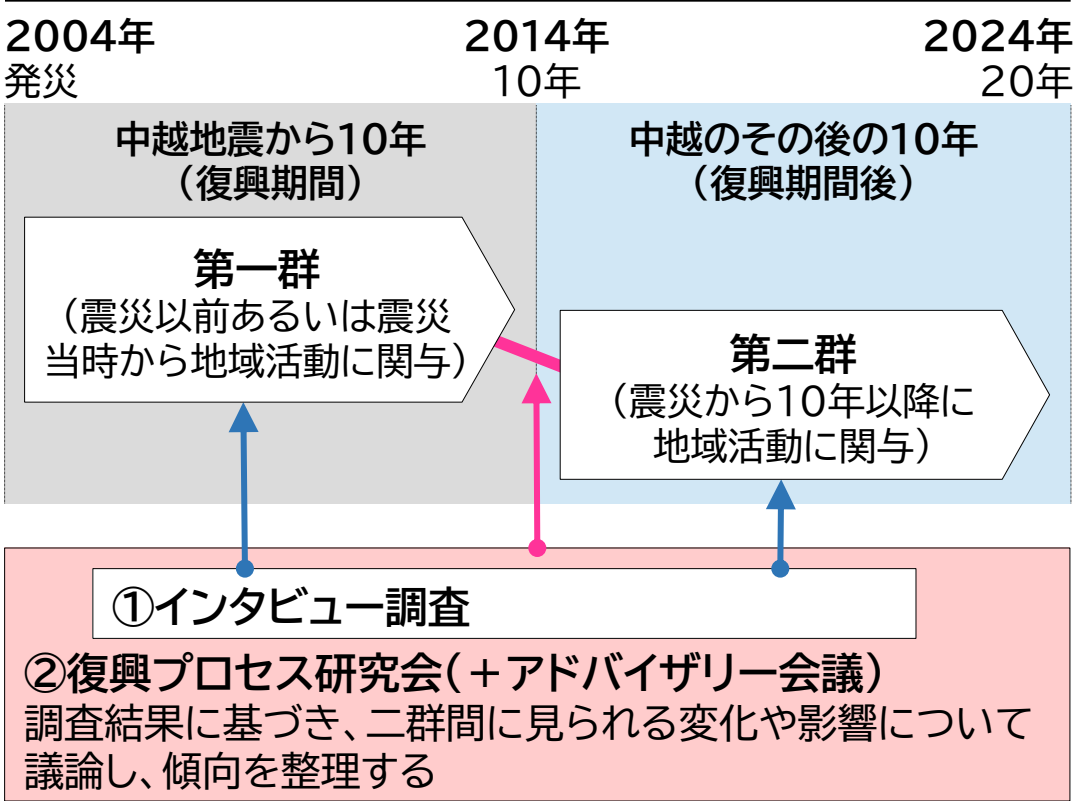 2004年 2014年 2024年
発災 10年 20年
中越地震から10年
（復興期間）
中越のその後の10年
（復興期間後）
第一群
（震災以前あるいは震災
当時から地域活動に関与）
第二群
（震災から10年以降に
地域活動に関与）
①インタビュー調査
②復興プロセス研究会（＋アドバイザリー会議）
調査結果に基づき、二群間に見られる変化や影響について
議論し、傾向を整理する